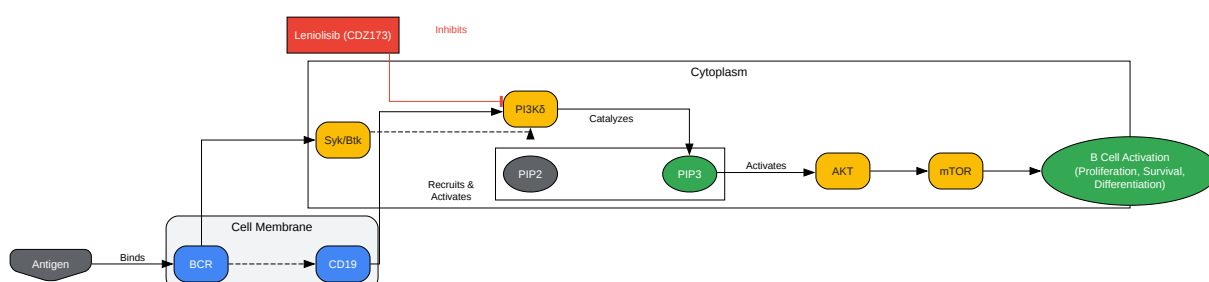 Leniolisib (CDZ173)
Inhibits
Cytoplasm
PI3Kδ
Catalyzes
Syk/Btk
PIP2
PIP3
Activates
AKT
mTOR
B Cell Activation
(Proliferation, Survival,
Differentiation)
Recruits &
Activates
Cell Membrane
Antigen
Binds
BCR
CD19